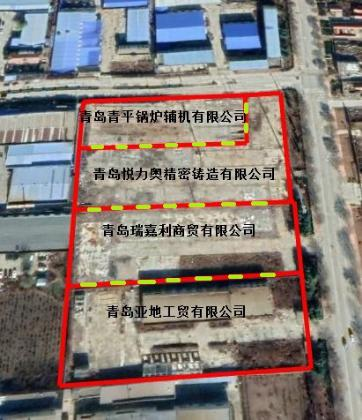 青岛青平锅炉辅机有限公司
青岛悦力奥精密铸造有限公司
青岛瑞嘉利商贸有限公司
青岛亚地工贸有限公司